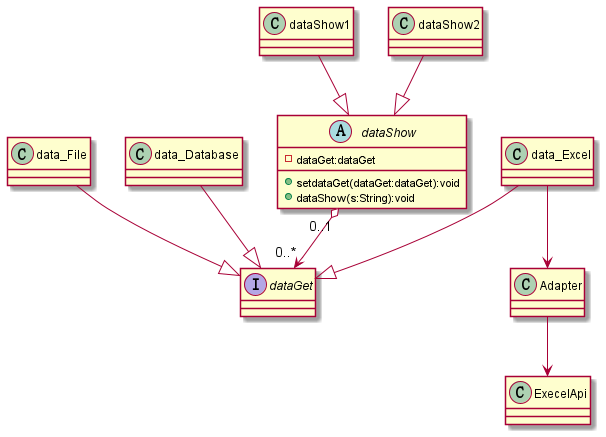 C dataShow1
C dataShow2
A dataShow
dataGet:dataGet
setdataGet(dataGet:dataGet):void
dataShow(s:String):void
C data_File
C data_Database
C data_Excel
0..1
0..*
I dataGet
C Adapter
C ExecelApi